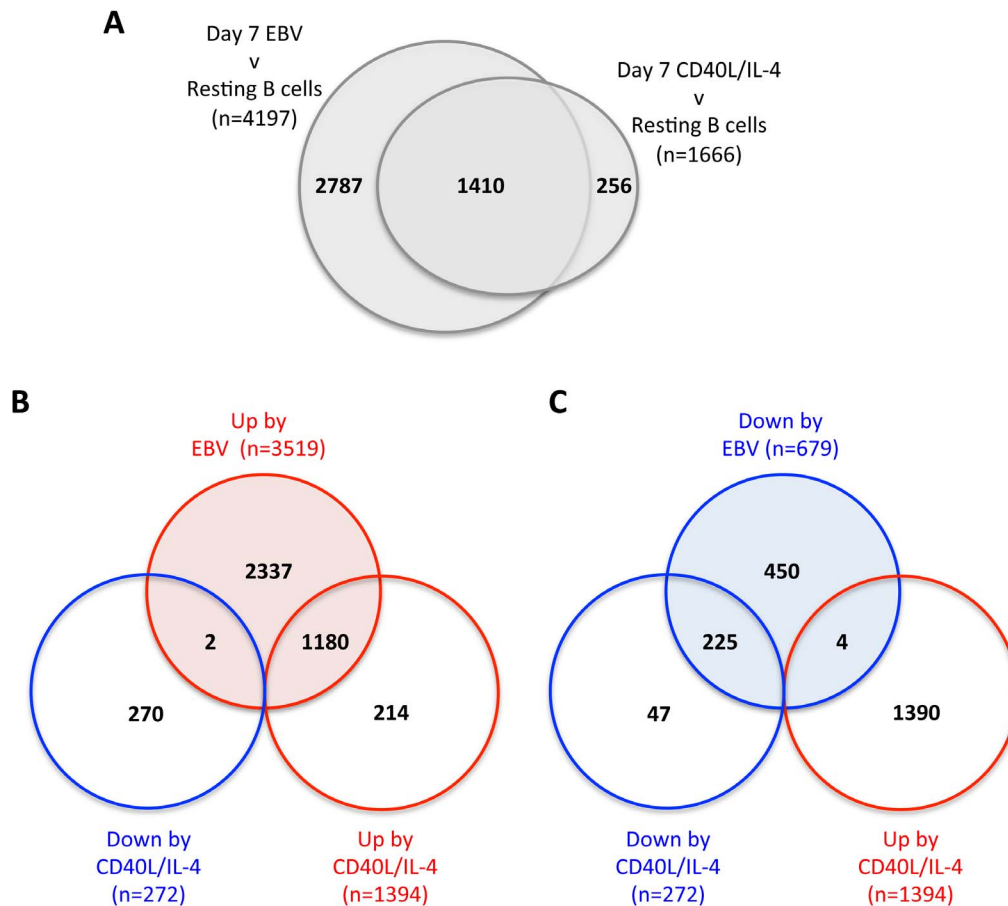 A
Day 7 EBV
v
Resting B cells
(n=4197)
Day 7 CD40L/IL-4
v
Resting B cells
(n=1666)
2787
1410
256
B
Up by
EBV (n=3519)
2337
2
1180
270
214
Down by
CD40L/IL-4
(n=272)
Up by
CD40L/IL-4
(n=1394)
C
Down by
EBV (n=679)
450
225
4
47
1390
Down by
CD40L/IL-4
(n=272)
Up by
CD40L/IL-4
(n=1394)